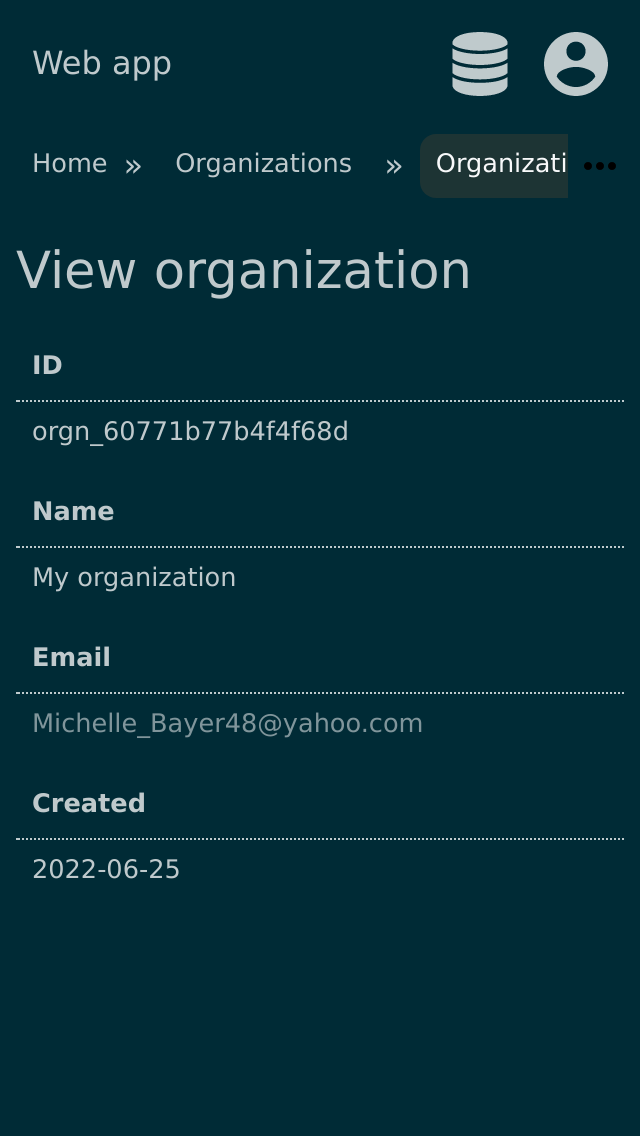 Web app
Home » Organizations » Organizati •••
View organization
ID
orgn_60771b77b4f4f68d
Name
My organization
Email
Michelle_Bayer48@yahoo.com
Created
2022-06-25